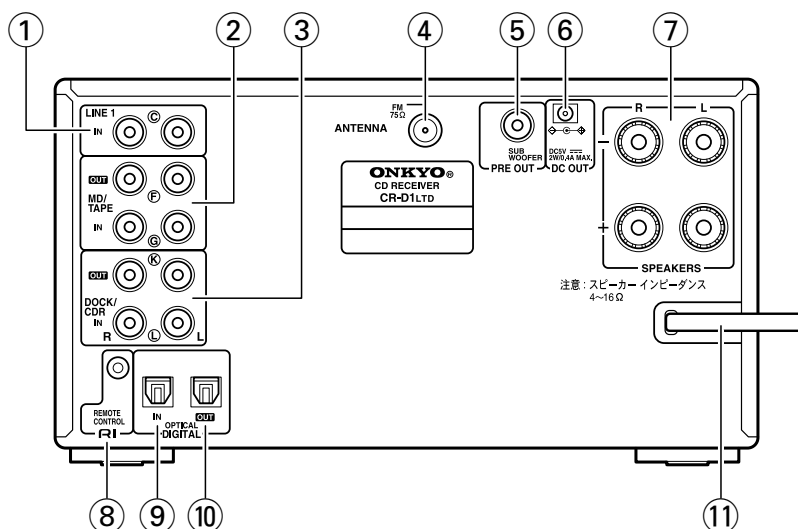 ① ② ③ ④ ⑤ ⑥ ⑦
LINE 1
IN
C
OUT
MD/
TAPE
F
IN
G
OUT
K
DOCK/
CDR
IN
R
L
L
REMOTE
CONTROL
RI
IN
OUT
OPTICAL
DIGITAL
FM
75Ω
ANTENNA
ONKYO®
CD RECEIVER
CR-D1LTD
SUB
WOOFER
PRE OUT
DC5V
2W/0,4A MAX.
DC OUT
R L
−
+
SPEAKERS
注意 : スピーカー インピーダンス
4~16 Ω
⑧ ⑨ ⑩ ⑪